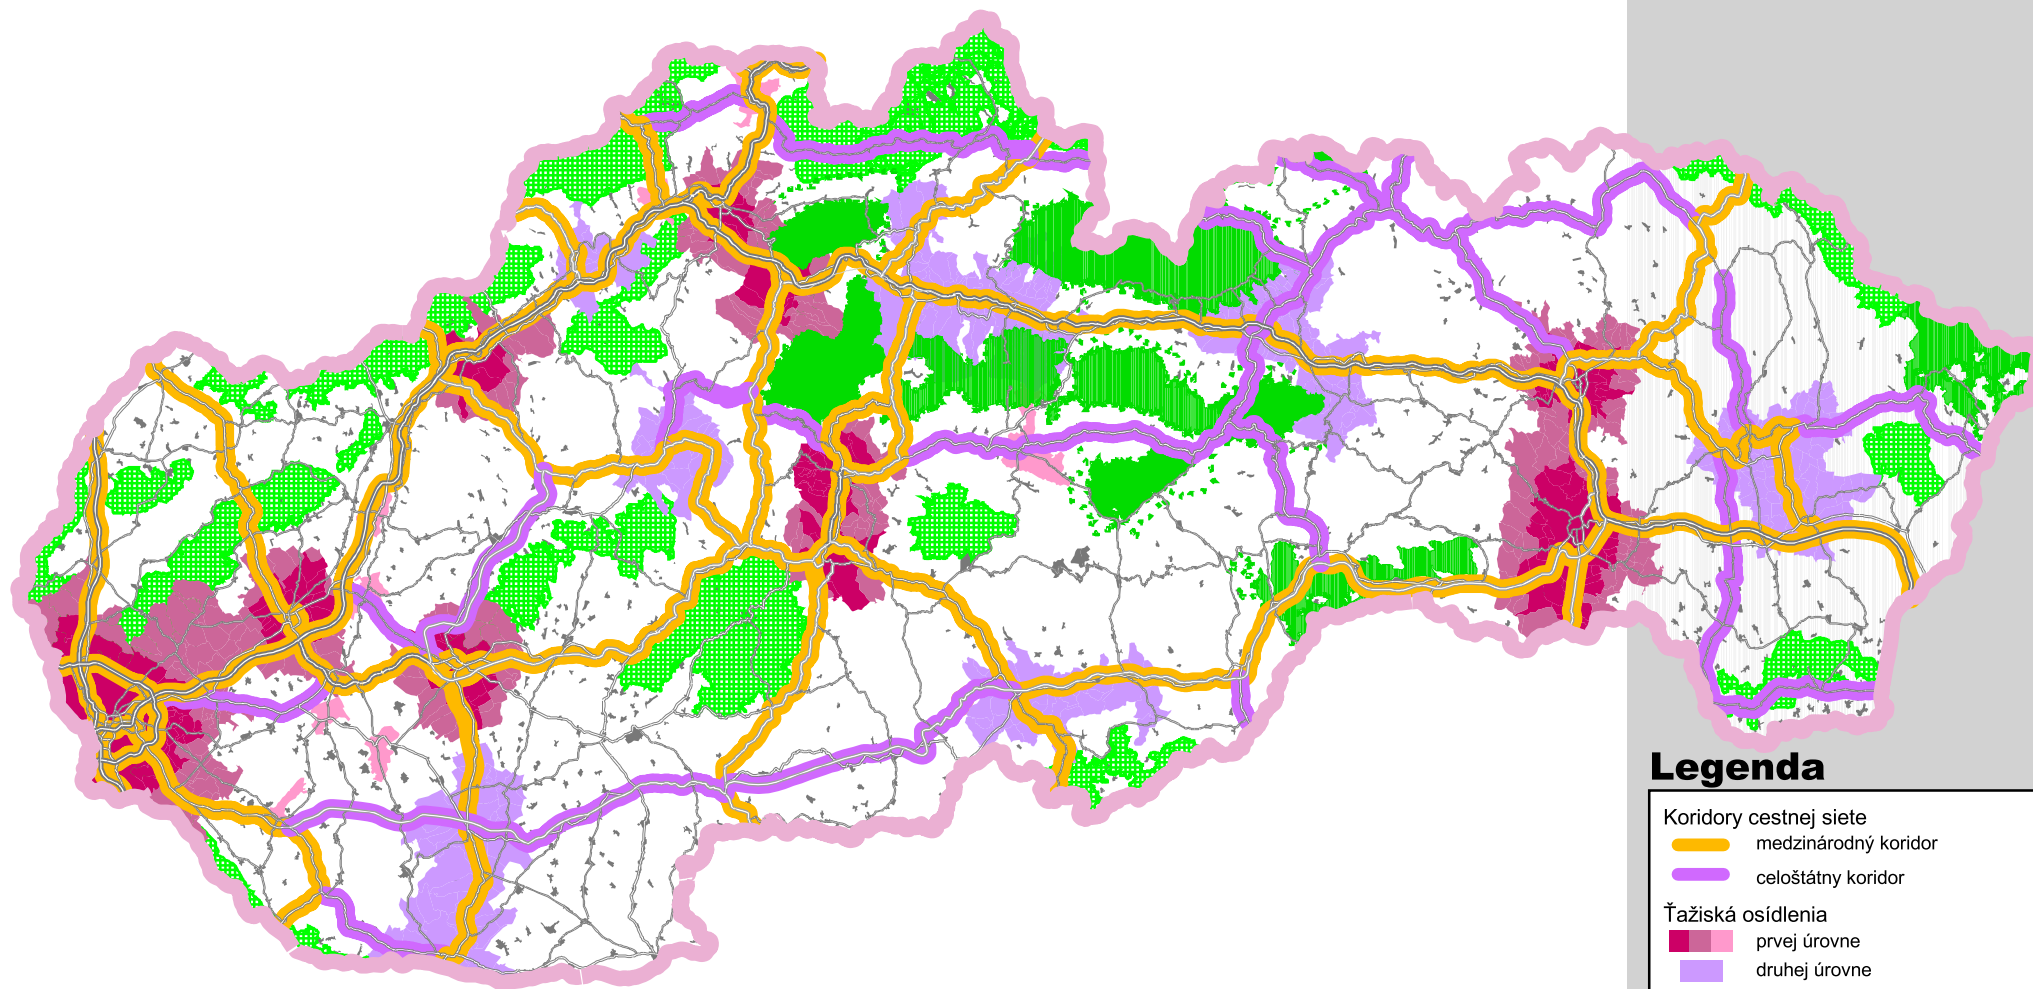 Legenda
Koridory cestnej siete
medzinárodný koridor
celoštátny koridor
Ťažiská osídlenia
prvej úrovne
druhej úrovne